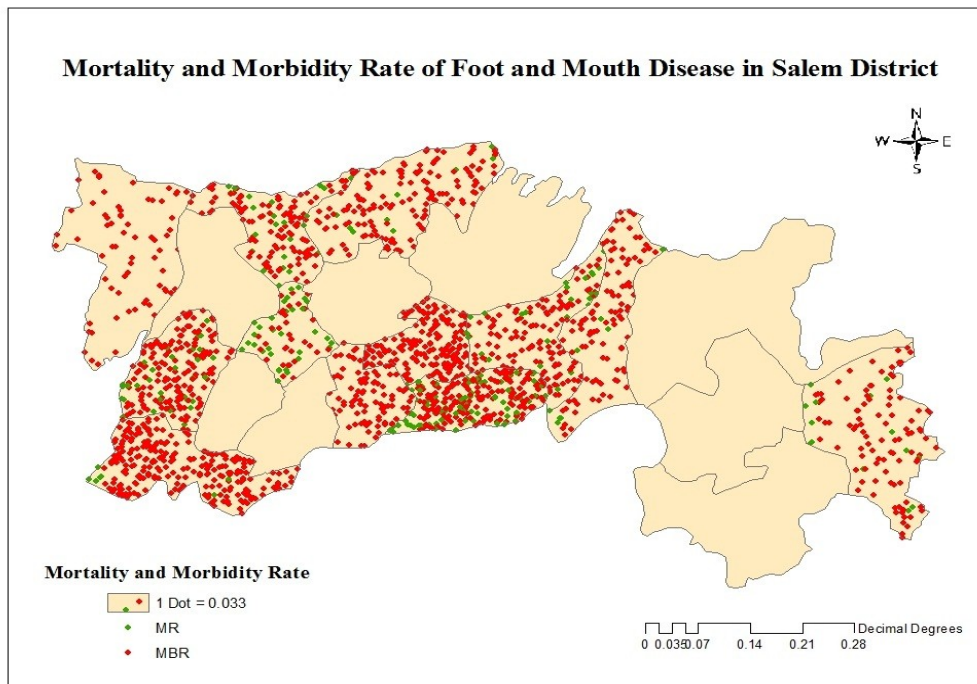 Mortality and Morbidity Rate of Foot and Mouth Disease in Salem District
N
W E
S
Mortality and Morbidity Rate
1 Dot = 0.033
MR
MBR
Decimal Degrees
0 0.035 0.07 0.14 0.21 0.28